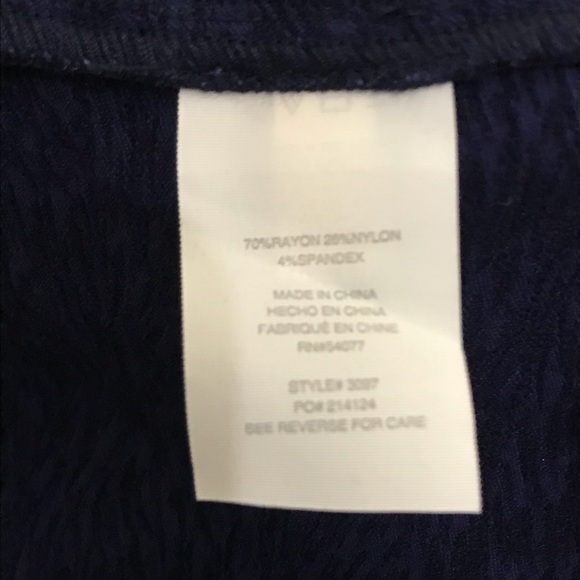 70%RAYON 26%NYLON
4%SPANDEX
MADE IN CHINA
HECHO EN CHINA
FABRIQUÉ EN CHINE
RN#54077
STYLE# 3097
PO# 214124
SEE REVERSE FOR CARE